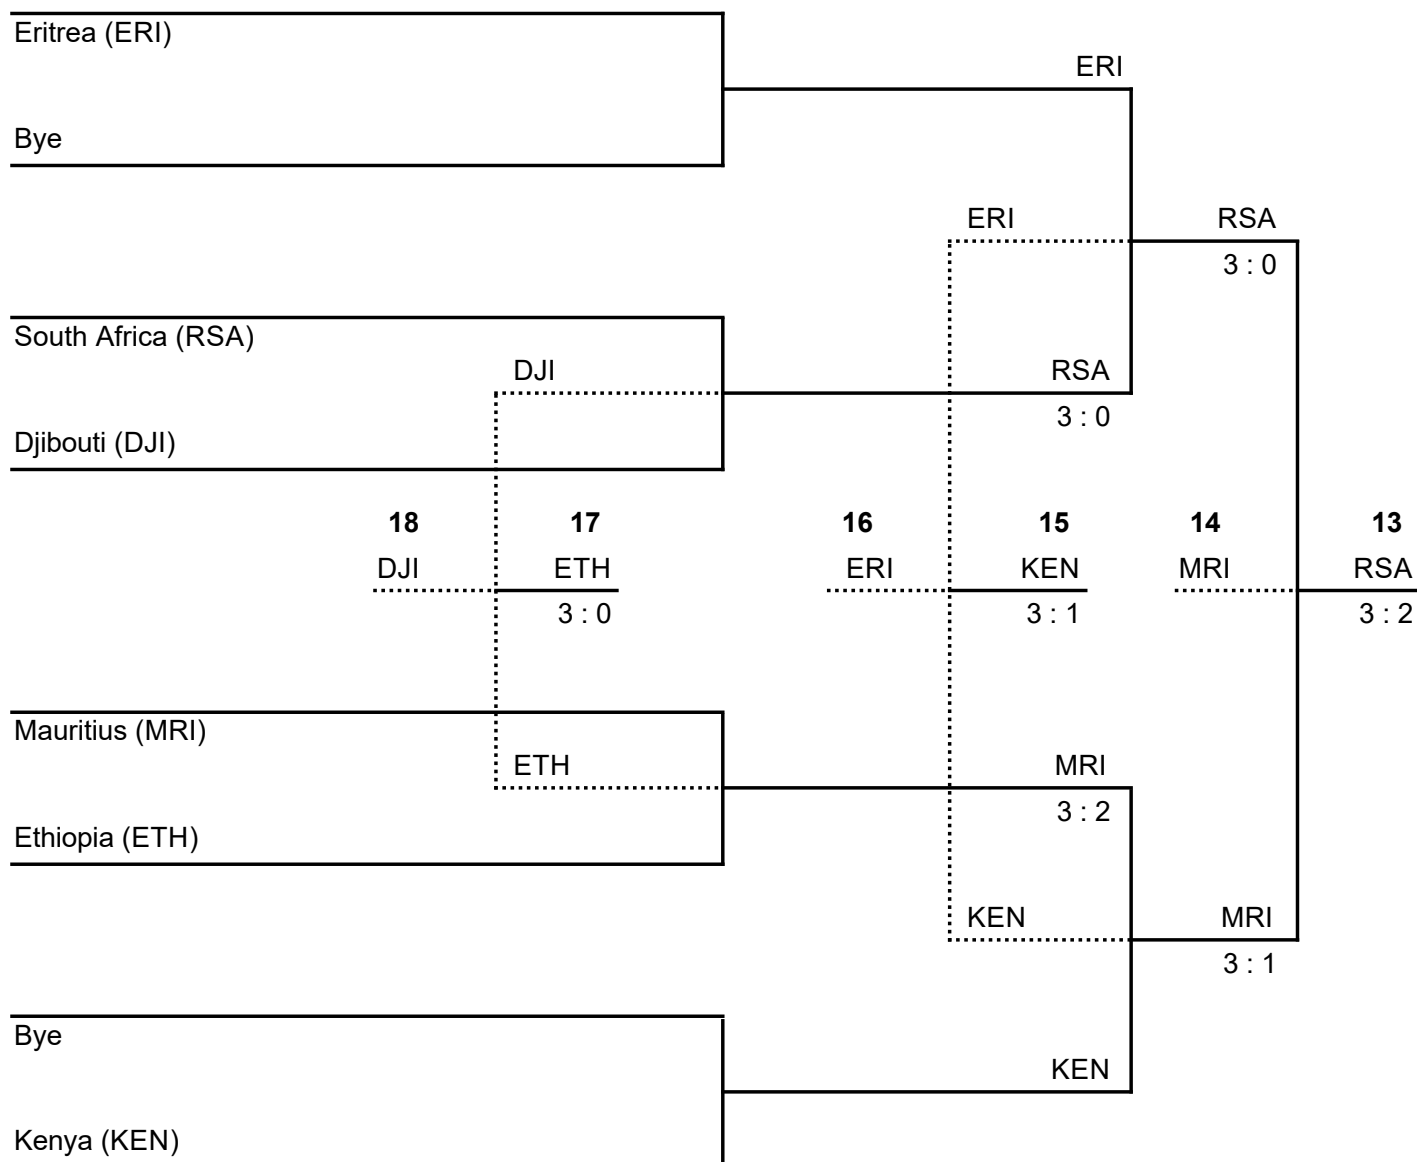 Eritrea (ERI)
ERI
Bye
ERI RSA
3 : 0
South Africa (RSA)
DJI RSA
3 : 0
Djibouti (DJI)
18 17 16 15 14 13
DJI ETH ERI KEN MRI RSA
3 : 0 3 : 1 3 : 2
Mauritius (MRI)
ETH MRI
3 : 2
Ethiopia (ETH)
KEN MRI
3 : 1
Bye
KEN
Kenya (KEN)